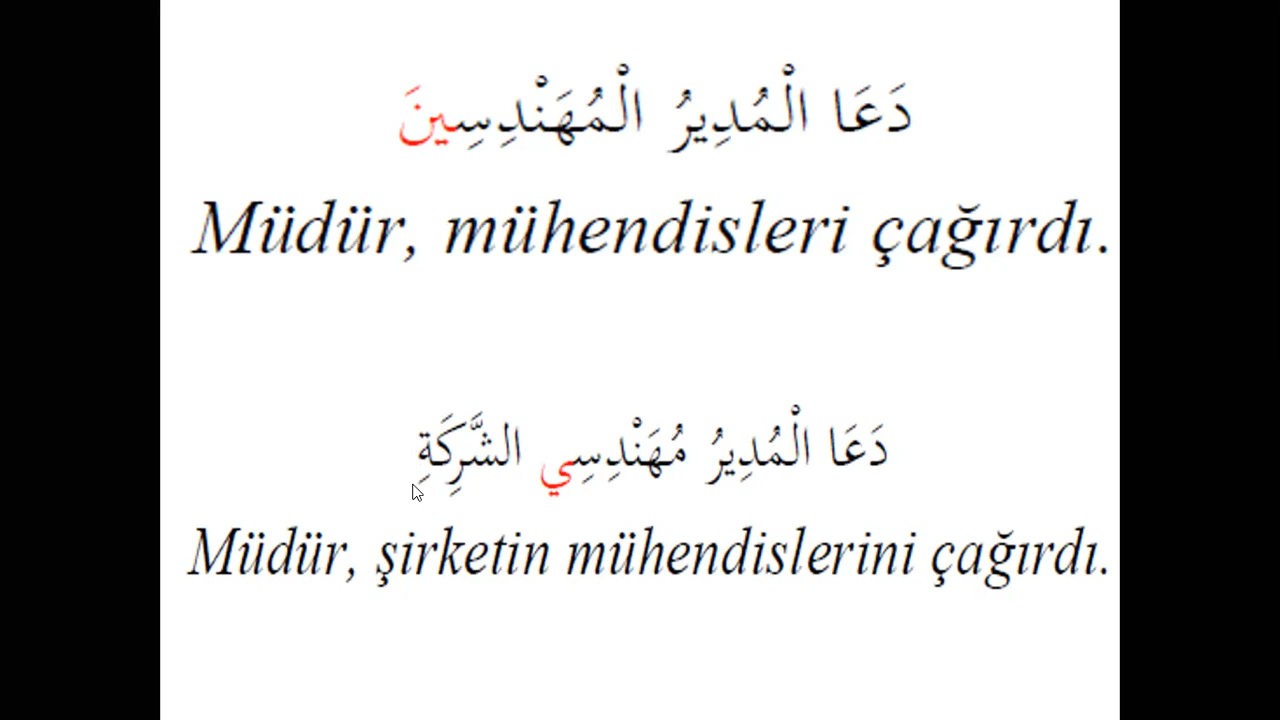 دَعَا الْمُدِيرُ الْمُهَنْدِسِينَ
Müdür, mühendisleri çağırdı.
دَعَا الْمُدِيرُ مُهَنْدِسِي الشَّرِكَةِ
Müdür, şirketin mühendislerini çağırdı.